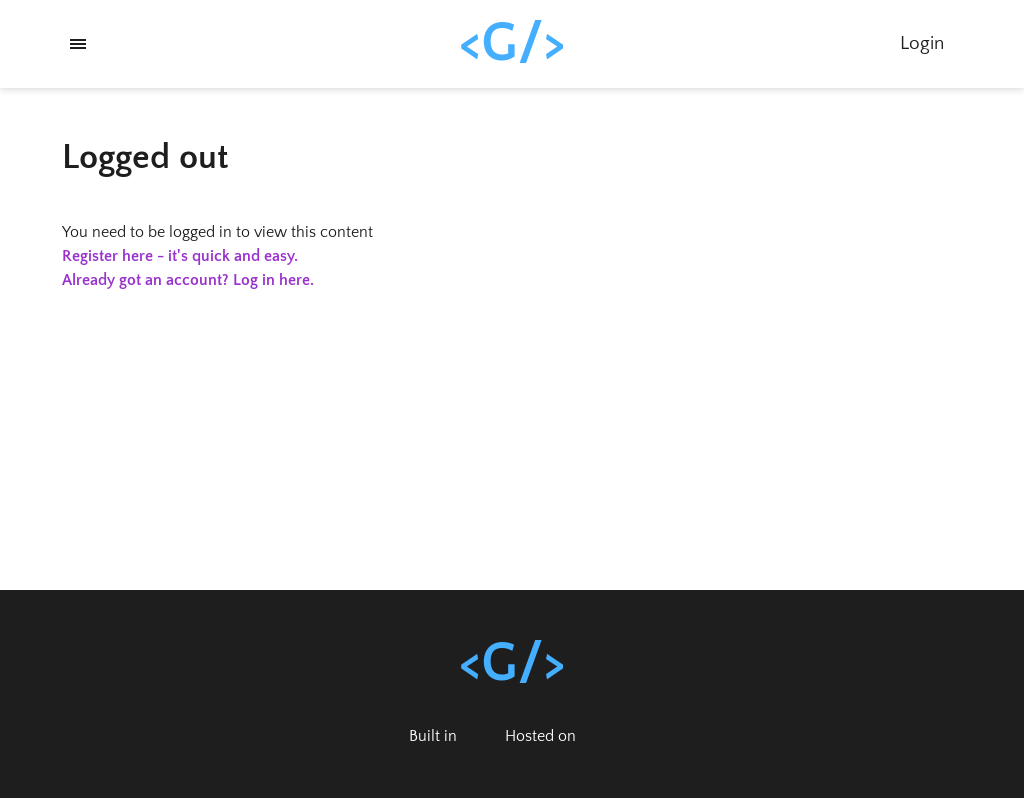 <G/>
Login
Logged out
You need to be logged in to view this content
Register here - it's quick and easy.
Already got an account? Log in here.
<G/>
Built in
Hosted on